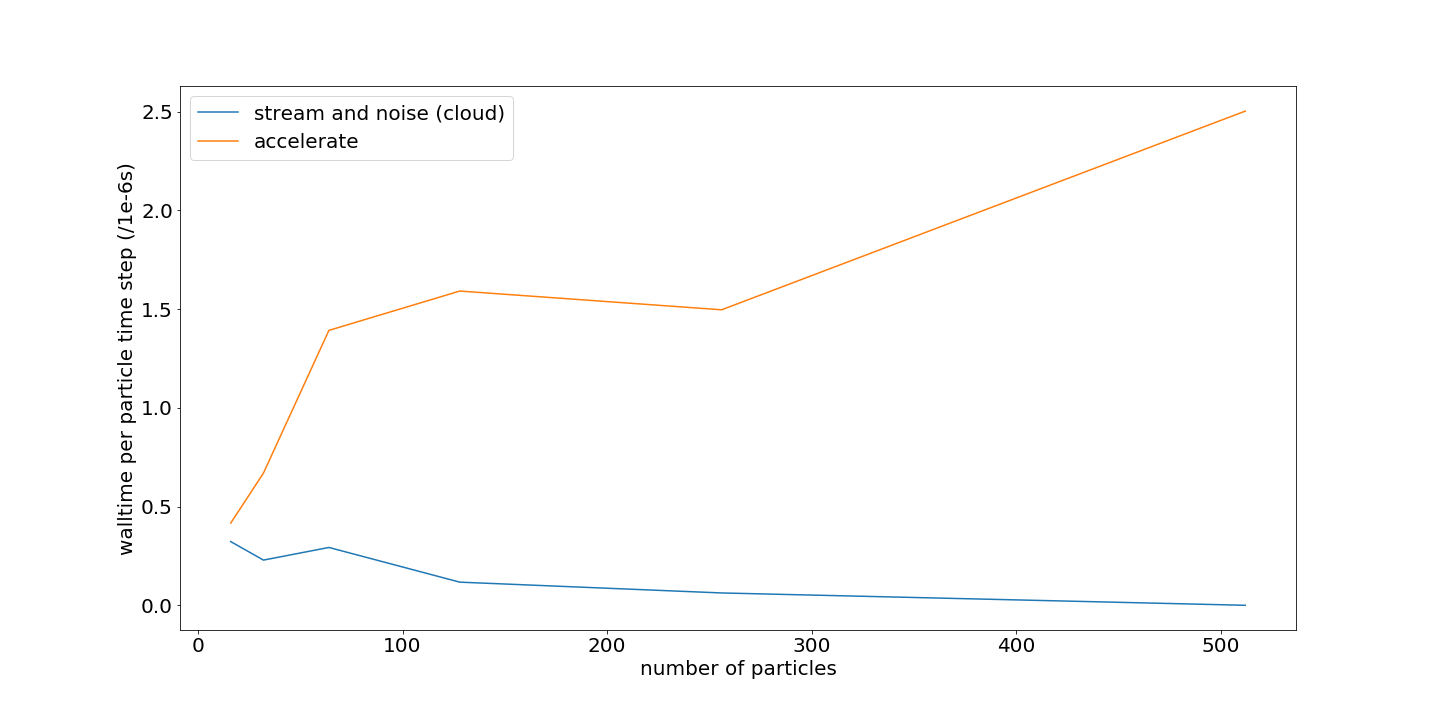 stream and noise (cloud)
accelerate
walltime per particle time step (/1e-6s)
2.5
2.0
1.5
1.0
0.5
0.0
0 100 200 300 400 500
number of particles